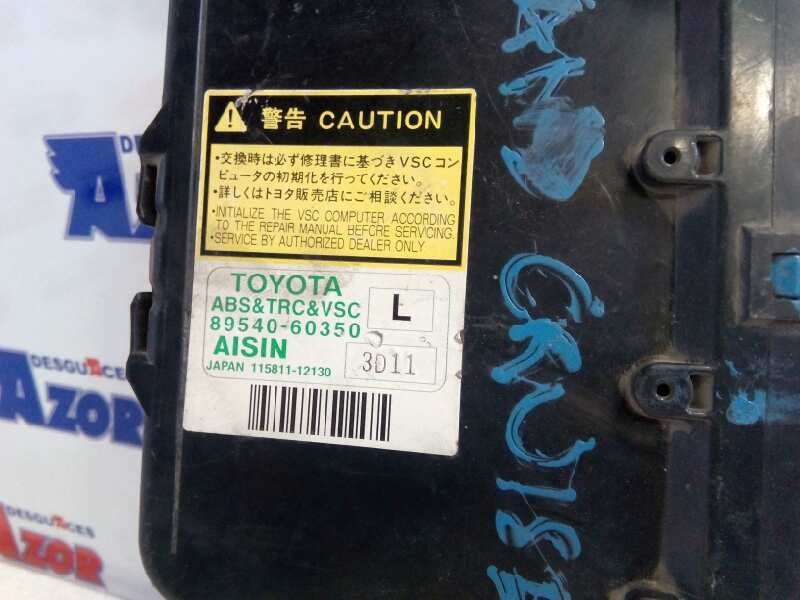 警告 CAUTION
・交換時は必ず修理書に基づきVSCコン
ピュータの初期化を行ってください。
・詳しくはトヨタ販売店にご相談ください。
・INITIALIZE THE VSC COMPUTER ACCORDING
TO THE REPAIR MANUAL BEFORE SERVICING.
・SERVICE BY AUTHORIZED DEALER ONLY
TOYOTA
ABS&TRC&VSC
L
89540-60350
AISIN
3D11
JAPAN 115811-12130
LAND
CRUISE
DESGUACES
AZOR
DESGUACES
AZOR